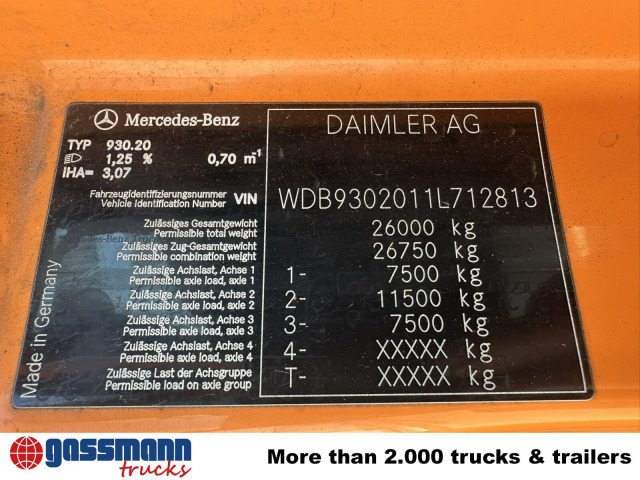 Mercedes-Benz
DAIMLER AG
TYP 930.20
1,25 % 0,70 m⁻¹
IHA= 3,07
Fahrzeugidentifizierungsnummer
Vehicle Identification Number VIN WDB9302011L712813
Zulässiges Gesamtgewicht
Permissible total weight 26000 kg
Zulässiges Zug-Gesamtgewicht
Permissible combination weight 26750 kg
Zulässige Achslast, Achse 1
Permissible axle load, axle 1 1- 7500 kg
Zulässige Achslast, Achse 2
Permissible axle load, axle 2 2- 11500 kg
Zulässige Achslast, Achse 3
Permissible axle load, axle 3 3- 7500 kg
Zulässige Achslast, Achse 4
Permissible axle load, axle 4 4- XXXXX kg
Zulässige Last der Achsgruppe
Permissible load on axle group T- XXXXX kg
Made in Germany
gassmann
trucks
More than 2.000 trucks & trailers